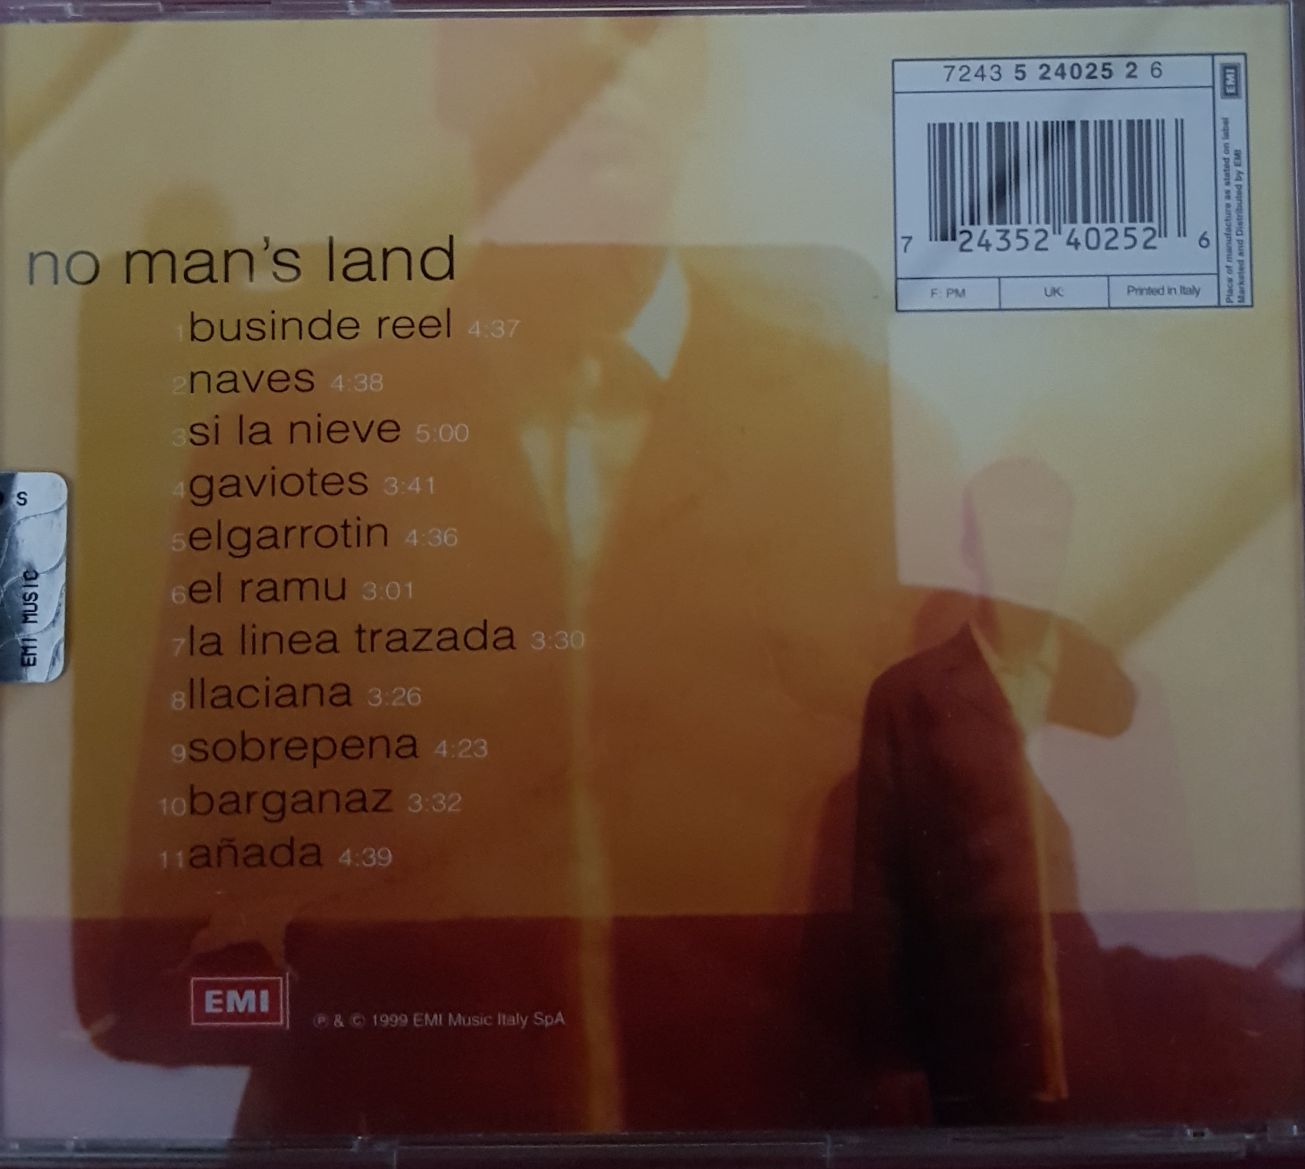 7243 5 24025 2 6
EMI
Place of manufacture as stated on label
Marketed and Distributed by EMI
7 24352 40252 6
F: PM UK: Printed in Italy
no man's land
1 businde reel 4:37
2 naves 4:38
3 si la nieve 5:00
4 gaviotes 3:41
5 elgarrotin 4:36
6 el ramu 3:01
7 la linea trazada 3:30
8 llaciana 3:26
9 sobrepena 4:23
10 barganaz 3:32
11 añada 4:39
S
EMI MUSIC
EMI
℗ & © 1999 EMI Music Italy SpA